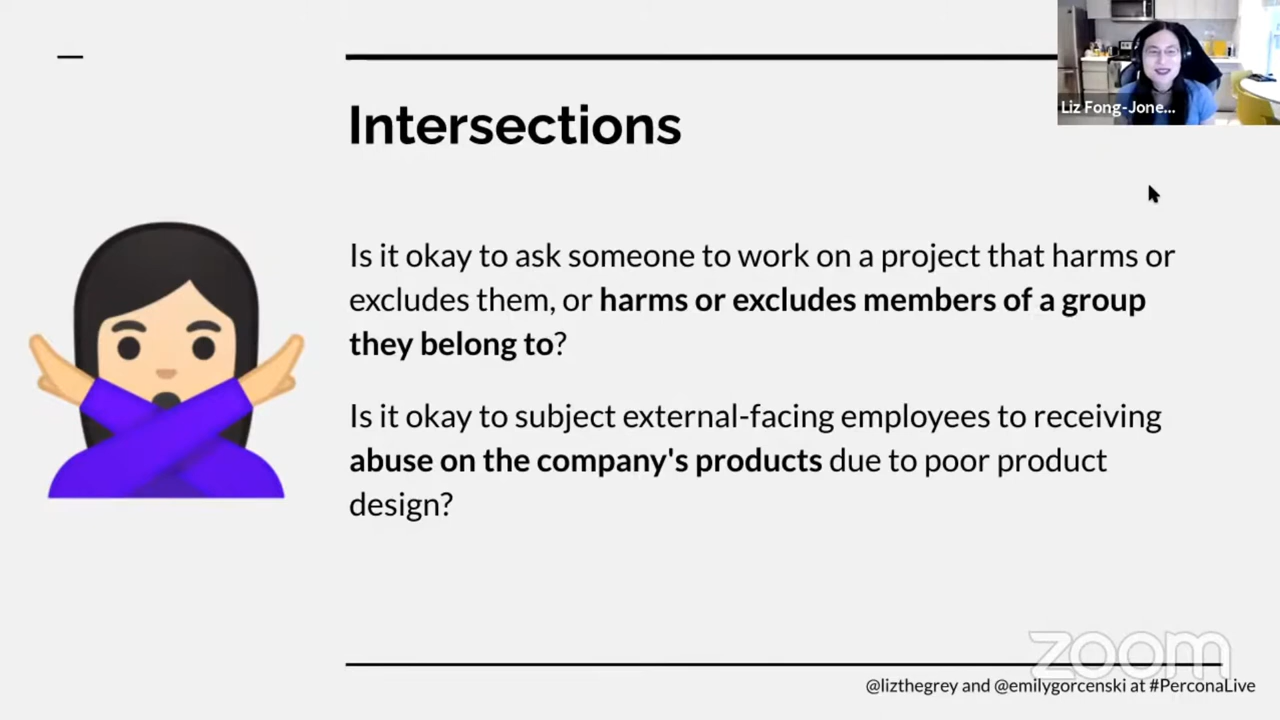 Liz Fong-Jone...
Intersections
Is it okay to ask someone to work on a project that harms or
excludes them, or harms or excludes members of a group
they belong to?
Is it okay to subject external-facing employees to receiving
abuse on the company's products due to poor product
design?
zoom
@lizthegrey and @emilygorcenski at #PerconaLive